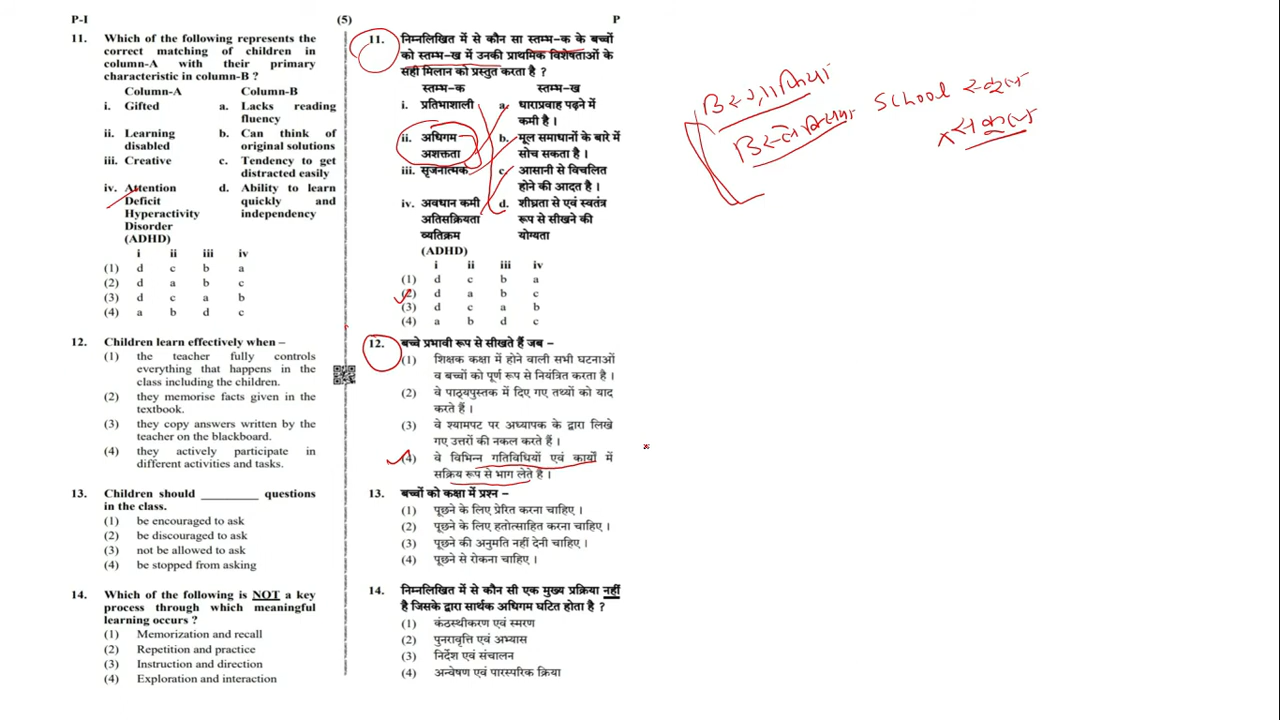 P-I
(5)
P
11. Which of the following represents the
correct matching of children in
column-A with their primary
characteristic in column-B ?
Column-A Column-B
i. Gifted a. Lacks reading
fluency
ii. Learning b. Can think of
disabled original solutions
iii. Creative c. Tendency to get
distracted easily
iv. Attention d. Ability to learn
Deficit quickly and
Hyperactivity independency
Disorder
(ADHD)
i ii iii iv
(1) d c b a
(2) d a b c
(3) d c a b
(4) a b d c
12. Children learn effectively when –
(1) the teacher fully controls
everything that happens in the
class including the children.
(2) they memorise facts given in the
textbook.
(3) they copy answers written by the
teacher on the blackboard.
(4) they actively participate in
different activities and tasks.
13. Children should _________ questions
in the class.
(1) be encouraged to ask
(2) be discouraged to ask
(3) not be allowed to ask
(4) be stopped from asking
14. Which of the following is NOT a key
process through which meaningful
learning occurs ?
(1) Memorization and recall
(2) Repetition and practice
(3) Instruction and direction
(4) Exploration and interaction
11. निम्नलिखित में से कौन सा स्तम्भ-क के बच्चों
को स्तम्भ-ख में उनकी प्राथमिक विशेषताओं के
सही मिलान को प्रस्तुत करता है ?
स्तम्भ-क स्तम्भ-ख
i. प्रतिभाशाली a. धाराप्रवाह पढ़ने में
कमी है।
ii. अधिगम b. मूल समाधानों के बारे में
अशक्तता सोच सकता है।
iii. सृजनात्मक c. आसानी से विचलित
होने की आदत है।
iv. अवधान कमी d. शीघ्रता से एवं स्वतंत्र
अतिसक्रियता रूप से सीखने की
व्यतिक्रम योग्यता
(ADHD)
i ii iii iv
(1) d c b a
(2) d a b c
(3) d c a b
(4) a b d c
12. बच्चे प्रभावी रूप से सीखते हैं जब –
(1) शिक्षक कक्षा में होने वाली सभी घटनाओं
व बच्चों को पूर्ण रूप से नियंत्रित करता है।
(2) वे पाठ्यपुस्तक में दिए गए तथ्यों को याद
करते हैं।
(3) वे श्यामपट पर अध्यापक के द्वारा लिखे
गए उत्तरों की नकल करते हैं।
(4) वे विभिन्न गतिविधियों एवं कार्यों में
सक्रिय रूप से भाग लेते हैं।
13. बच्चों को कक्षा में प्रश्न –
(1) पूछने के लिए प्रेरित करना चाहिए।
(2) पूछने के लिए हतोत्साहित करना चाहिए।
(3) पूछने की अनुमति नहीं देनी चाहिए।
(4) पूछने से रोकना चाहिए।
14. निम्नलिखित में से कौन सी एक मुख्य प्रक्रिया नहीं
है जिसके द्वारा सार्थक अधिगम घटित होता है ?
(1) कंठस्थीकरण एवं स्मरण
(2) पुनरावृत्ति एवं अभ्यास
(3) निर्देश एवं संचालन
(4) अन्वेषण एवं पारस्परिक क्रिया
School स्कूल